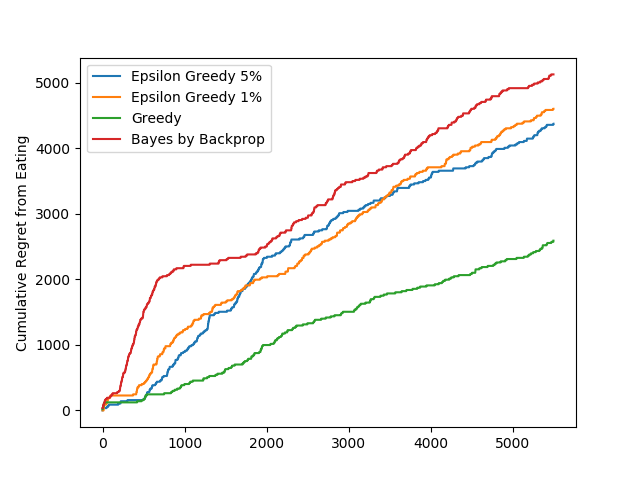 Epsilon Greedy 5%
Epsilon Greedy 1%
Greedy
Bayes by Backprop
Cumulative Regret from Eating
5000
4000
3000
2000
1000
0
0 1000 2000 3000 4000 5000